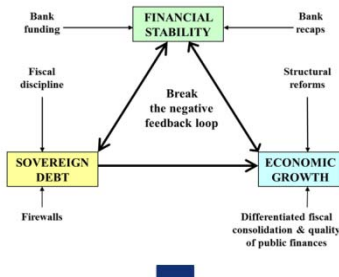 Bank
funding
FINANCIAL
STABILITY
Bank
recaps
Fiscal
discipline
Structural
reforms
Break
the negative
feedback loop
SOVEREIGN
DEBT
ECONOMIC
GROWTH
Firewalls
Differentiated fiscal
consolidation & quality
of public finances